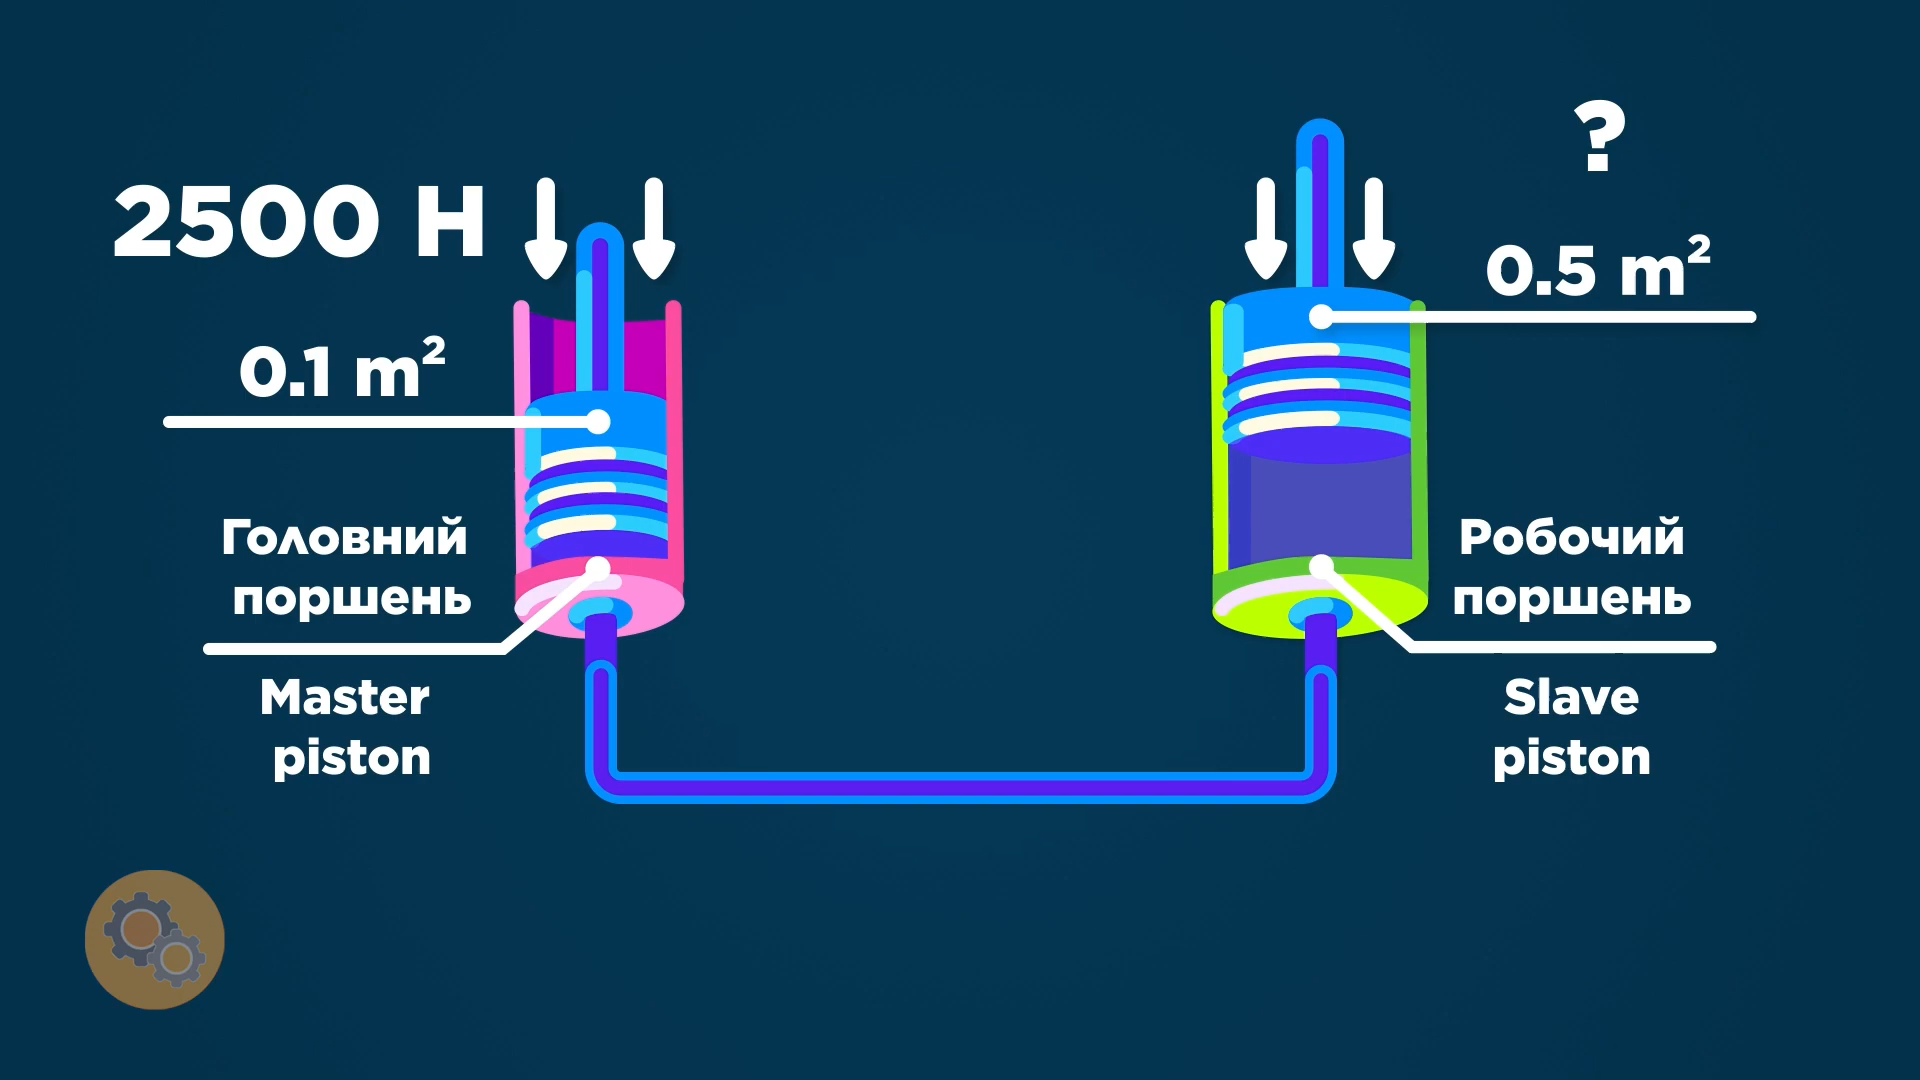 2500 Н
0.1 m²
Головний
поршень
Master
piston
?
0.5 m²
Робочий
поршень
Slave
piston